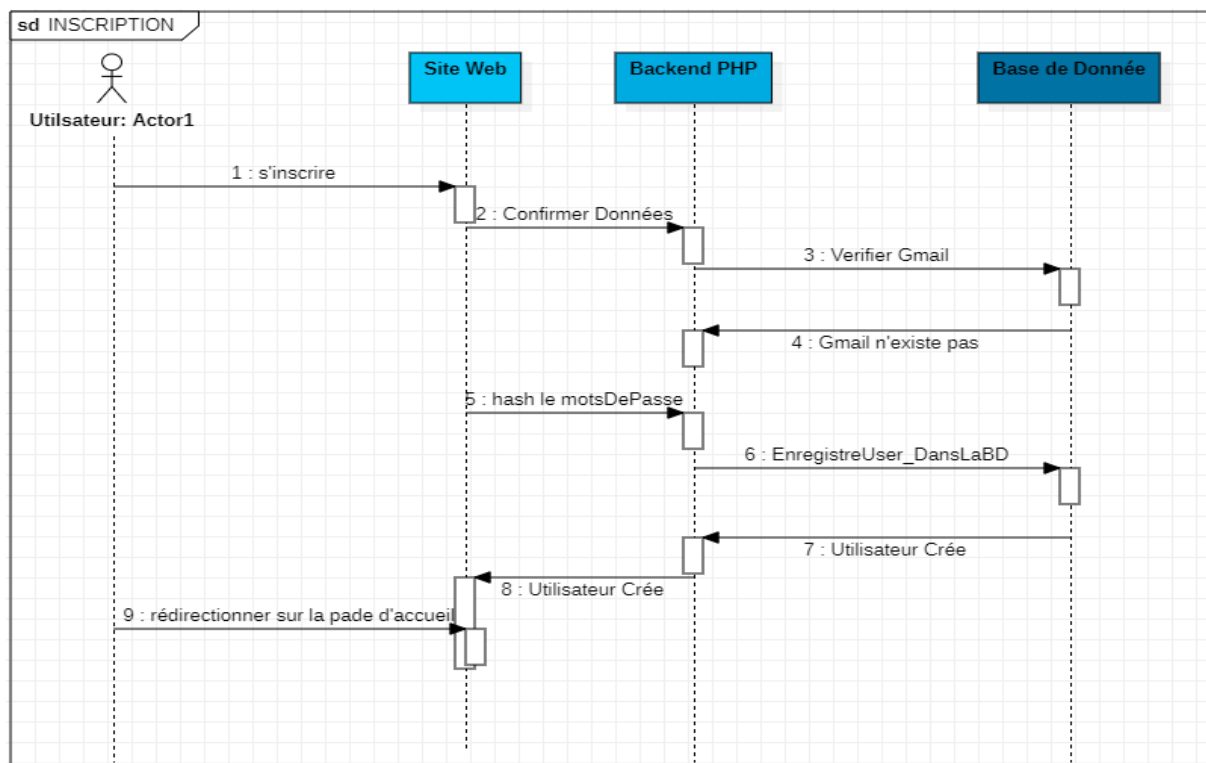 sd INSCRIPTION
Site Web
Backend PHP
Base de Donnée
Utilsateur: Actor1
1 : s'inscrire
2 : Confirmer Données
3 : Verifier Gmail
4 : Gmail n'existe pas
5 : hash le motsDePasse
6 : EnregistreUser_DansLaBD
7 : Utilisateur Crée
8 : Utilisateur Crée
9 : rédirectionner sur la pade d'accueil